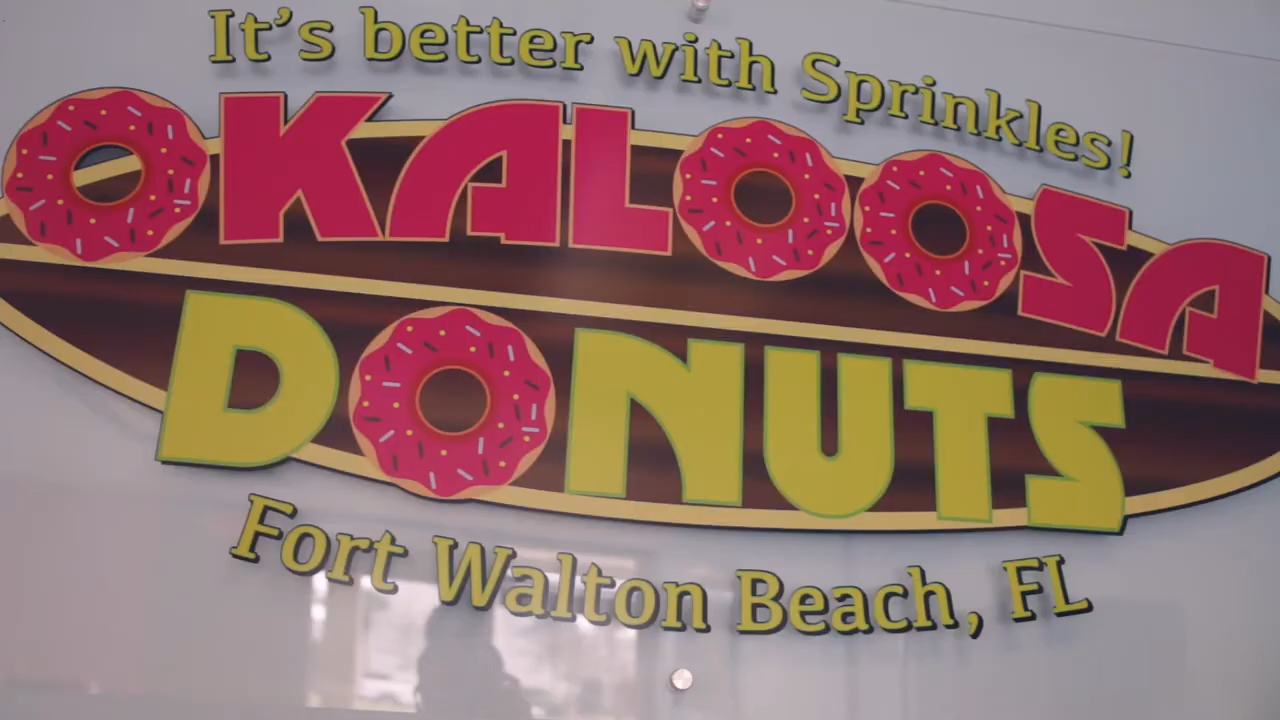 It's better with Sprinkles!
OKALOOSA
DONUTS
Fort Walton Beach, FL